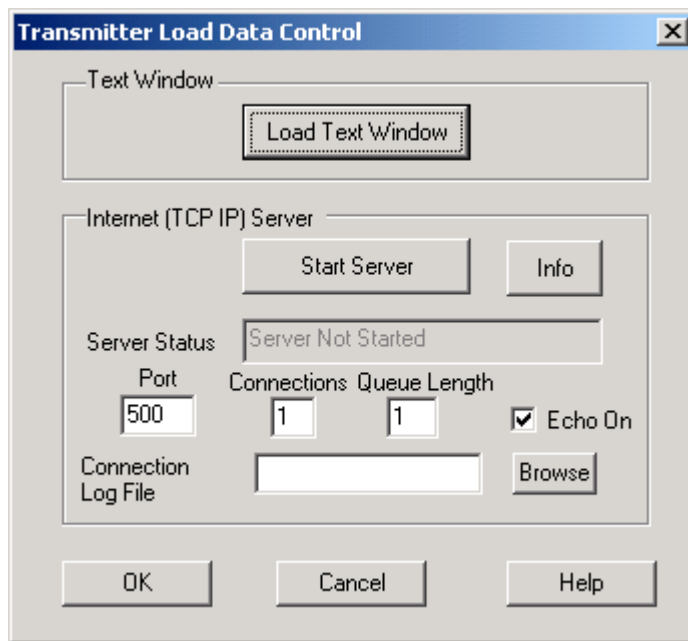 Transmitter Load Data Control
Text Window
Load Text Window
Internet (TCP IP) Server
Start Server
Info
Server Status
Server Not Started
Port
Connections
Queue Length
500
1
1
Echo On
Connection
Log File
Browse
OK
Cancel
Help